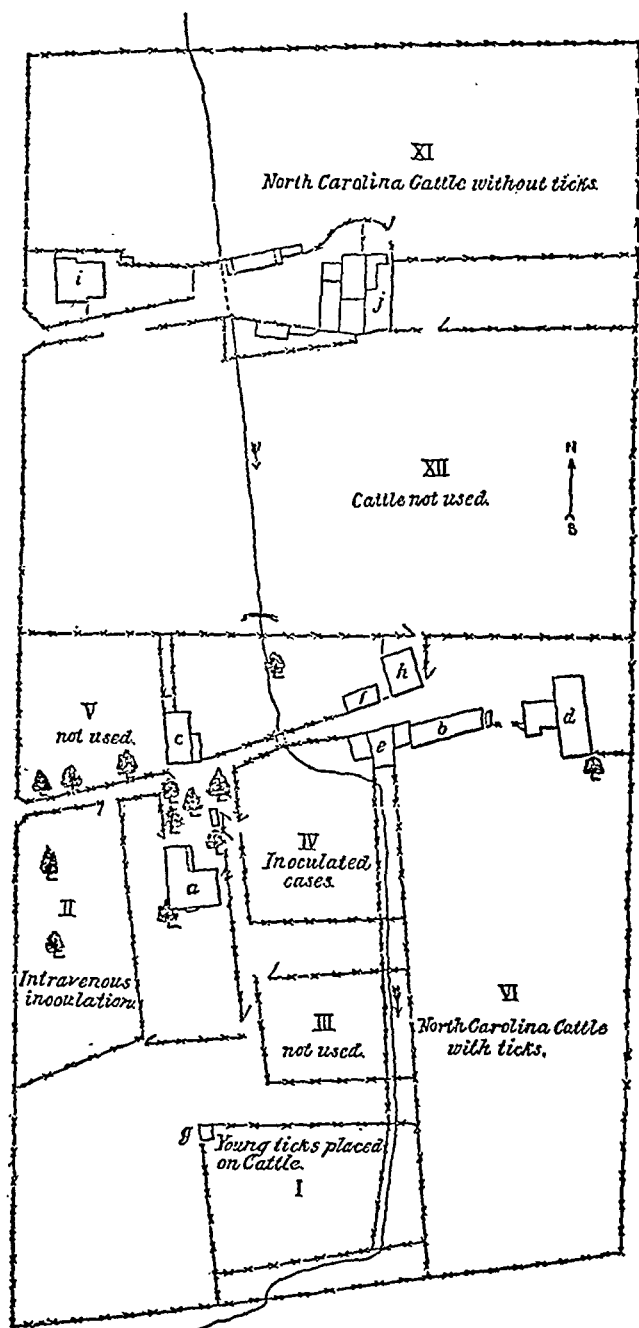 XI
North Carolina Cattle without ticks.
i
j
XII
Cattle not used.
N
S
V
not used.
c
f
h
e
b
d
a
IV
Inoculated
cases.
II
Intravenous
inoculation.
III
not used.
VI
North Carolina Cattle
with ticks.
g
Young ticks placed
on Cattle.
I